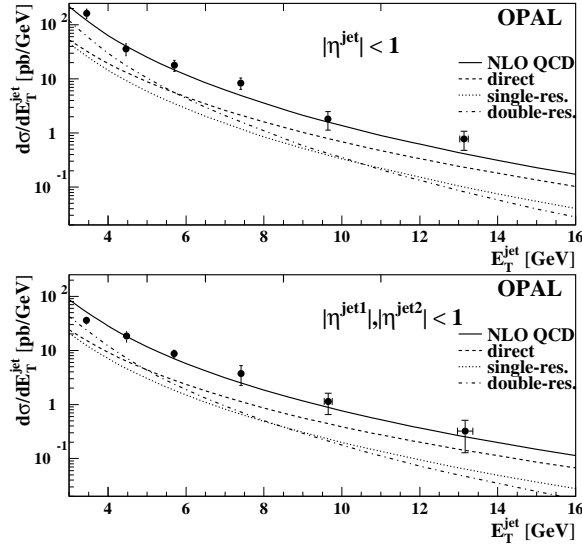 OPAL
|η^jet| < 1
NLO QCD
direct
single-res.
double-res.
dσ/dE_T^jet [pb/GeV]
10^2
10
1
10^-1
4 6 8 10 12 14 16
E_T^jet [GeV]
OPAL
|η^jet1|,|η^jet2| < 1
NLO QCD
direct
single-res.
double-res.
dσ/dE_T^jet [pb/GeV]
10^2
10
1
10^-1
4 6 8 10 12 14 16
E_T^jet [GeV]